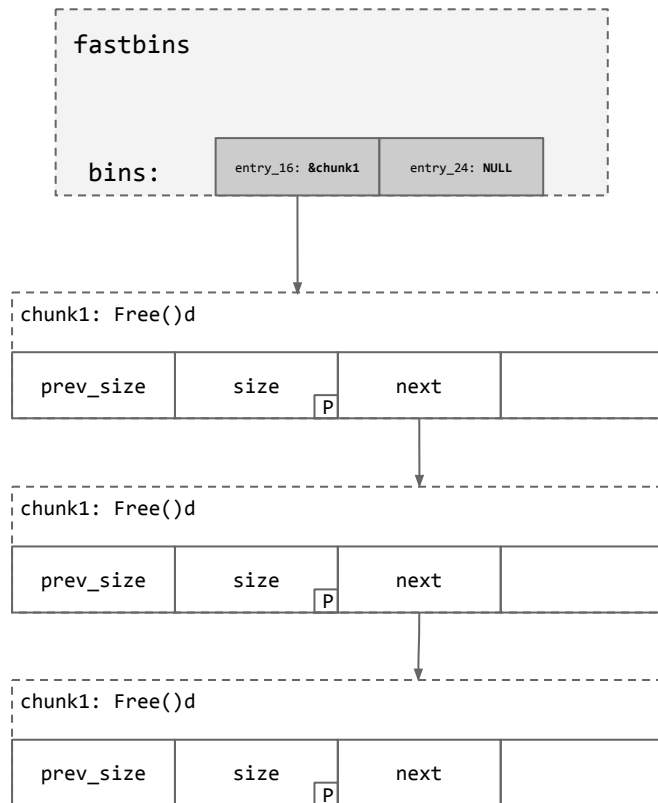 fastbins
bins: entry_16: &chunk1 entry_24: NULL
chunk1: Free()d
prev_size size P next
chunk1: Free()d
prev_size size P next
chunk1: Free()d
prev_size size P next